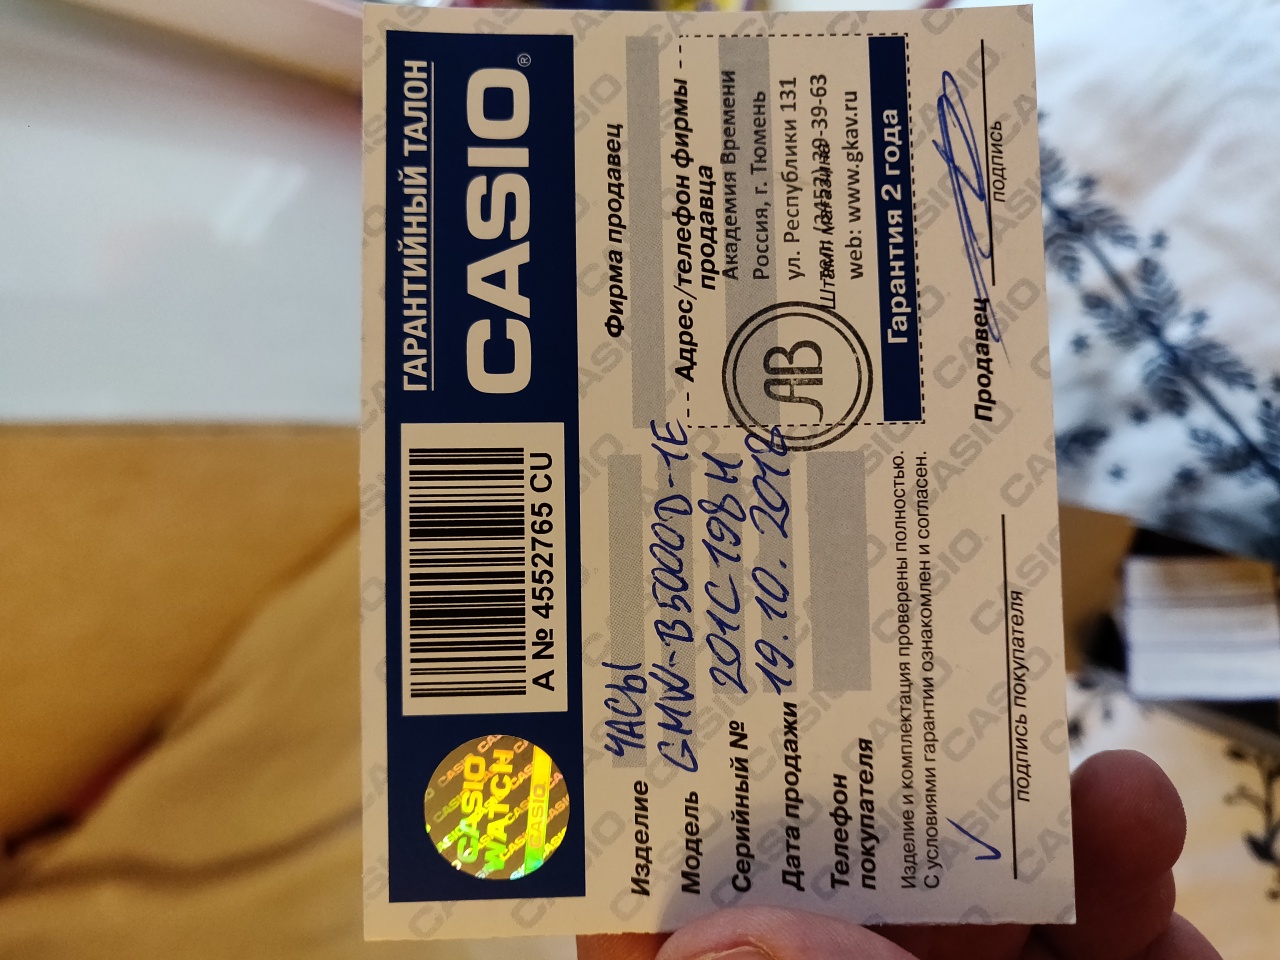 ГАРАНТИЙНЫЙ ТАЛОН
CASIO®
A № 4552765 CU
CASIO
WATCH
CASIO
Изделие ЧАСЫ
Модель GMW-B5000D-1E
Серийный № 201C198H
Дата продажи 19.10.2018
Телефон
покупателя
Изделие и комплектация проверены полностью.
С условиями гарантии ознакомлен и согласен.
V
подпись покупателя
Фирма продавец
Адрес/телефон фирмы
продавца
Академия Времени
Россия, г. Тюмень
ул. Республики 131
Штамп магазина
тел. (3452) 39-39-63
web: www.gkav.ru
АВ
Гарантия 2 года
Продавец
подпись